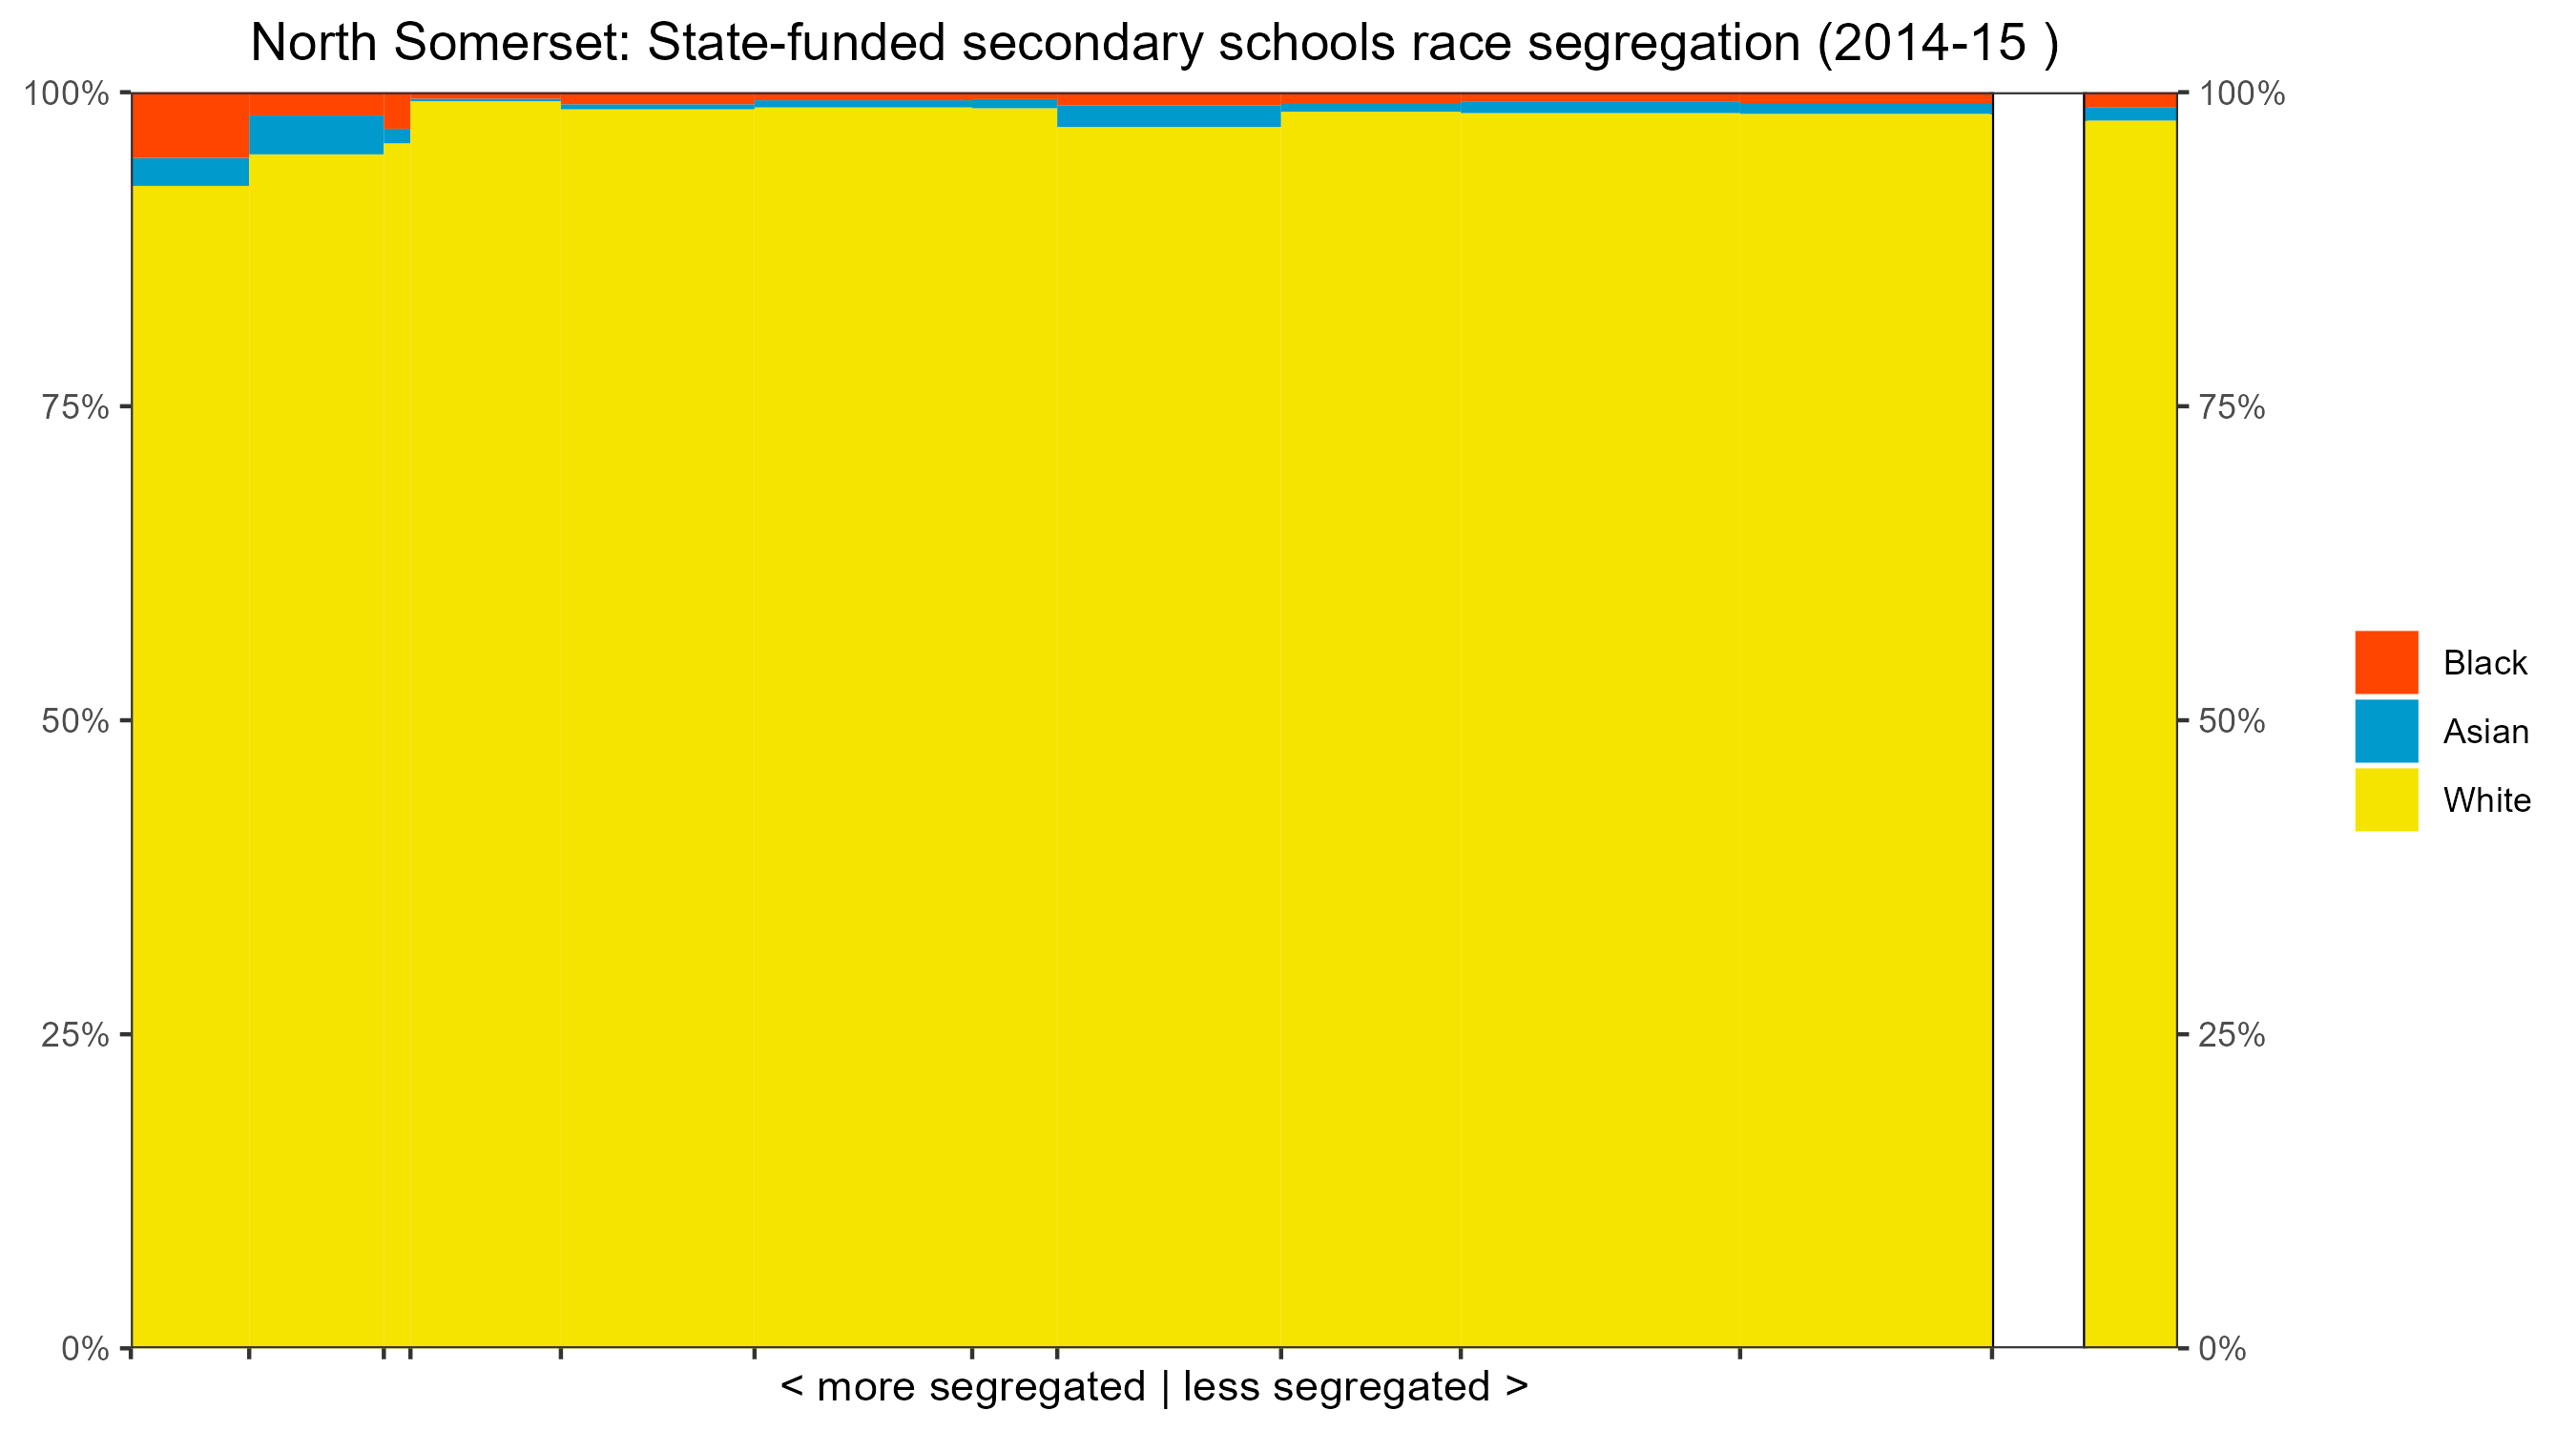 North Somerset: State-funded secondary schools race segregation (2014-15 )
100%
75%
50%
25%
0%
100%
75%
50%
25%
0%
Black
Asian
White
< more segregated | less segregated >